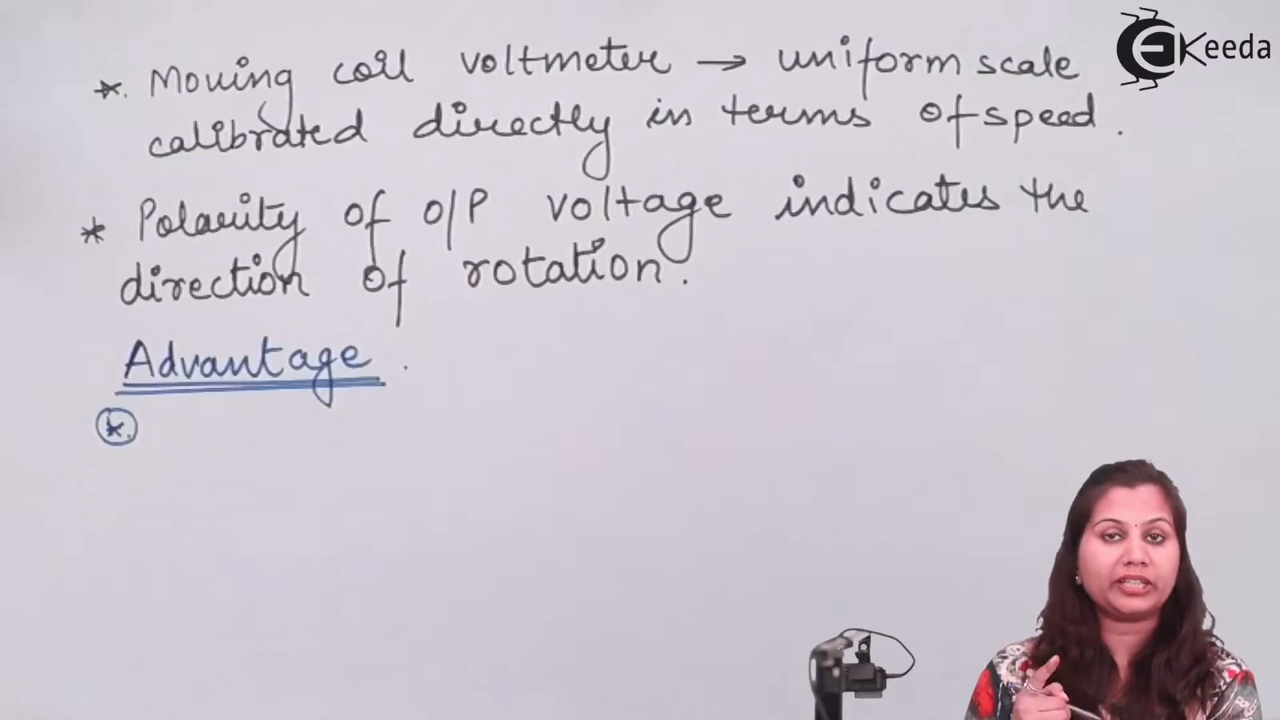 EKeeda
*. Moving coil voltmeter → uniform scale
calibrated directly in terms of speed.
* Polarity of O/P voltage indicates the
direction of rotation.
Advantage.
*.